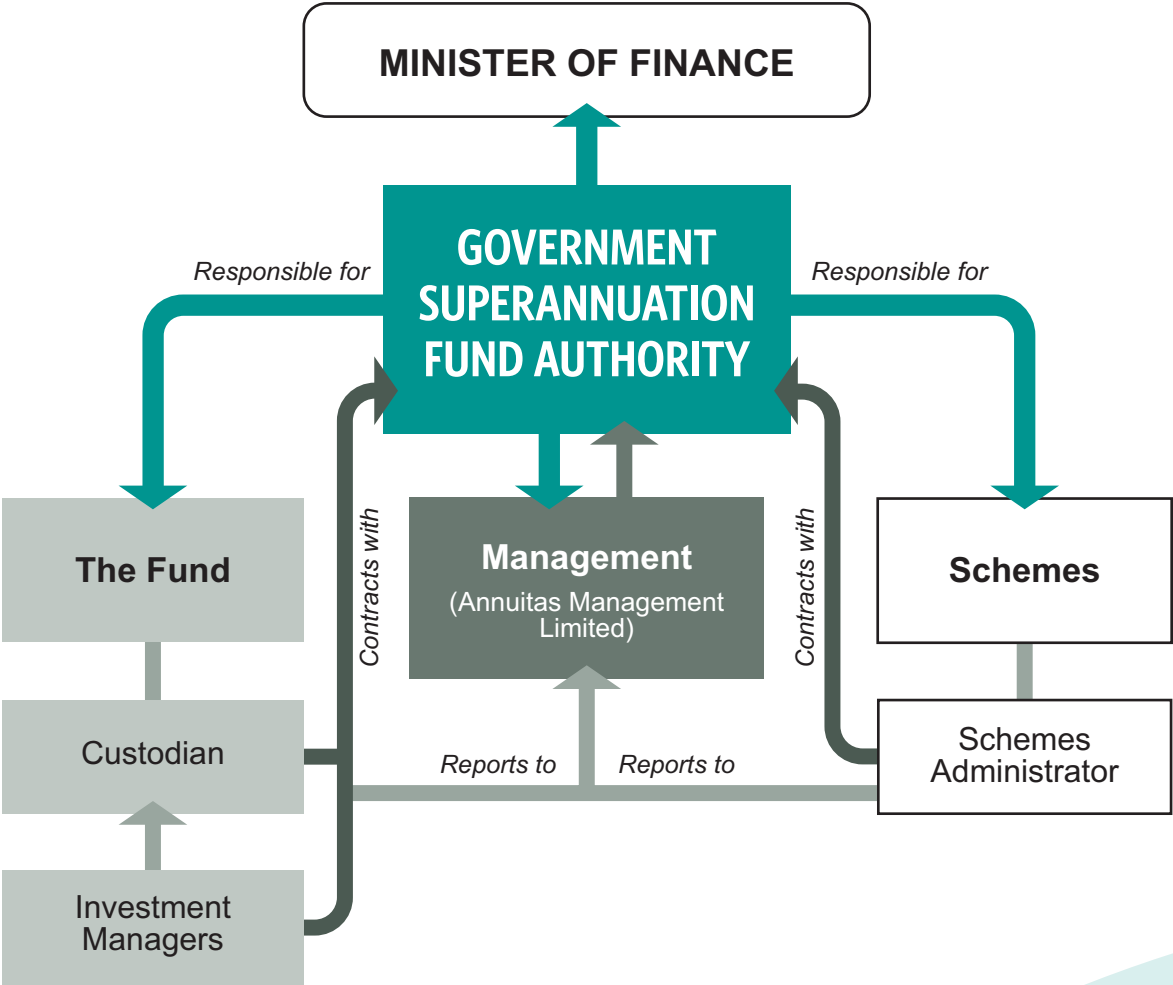 MINISTER OF FINANCE
GOVERNMENT
SUPERANNUATION
FUND AUTHORITY
Responsible for
Responsible for
The Fund
Contracts with
Management
(Annuitas Management
Limited)
Contracts with
Schemes
Custodian
Reports to
Reports to
Schemes
Administrator
Investment
Managers